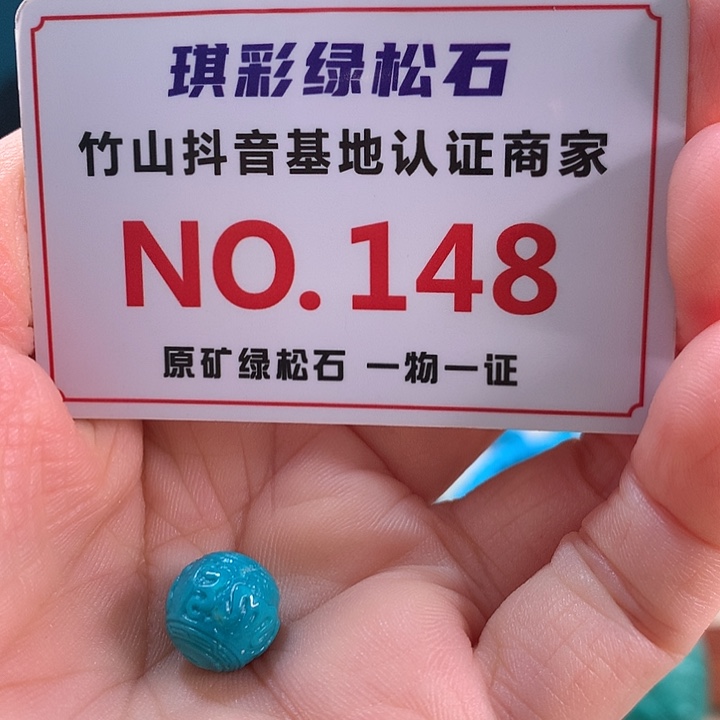 琪彩绿松石
竹山抖音基地认证商家
NO.148
原矿绿松石 一物一证